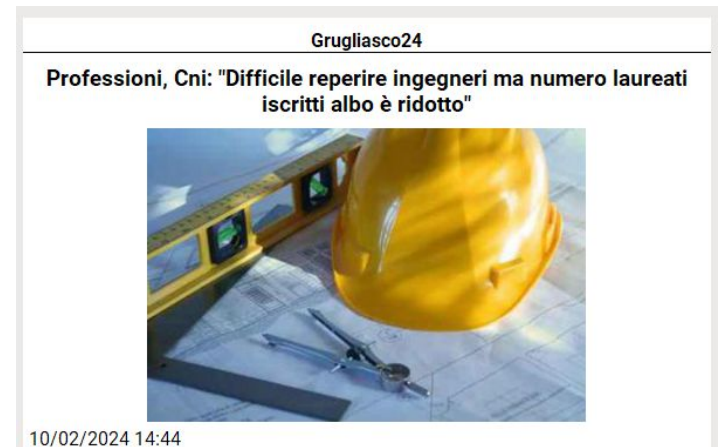 Grugliasco24
Professioni, Cni: "Difficile reperire ingegneri ma numero laureati
iscritti albo è ridotto"
10/02/2024 14:44